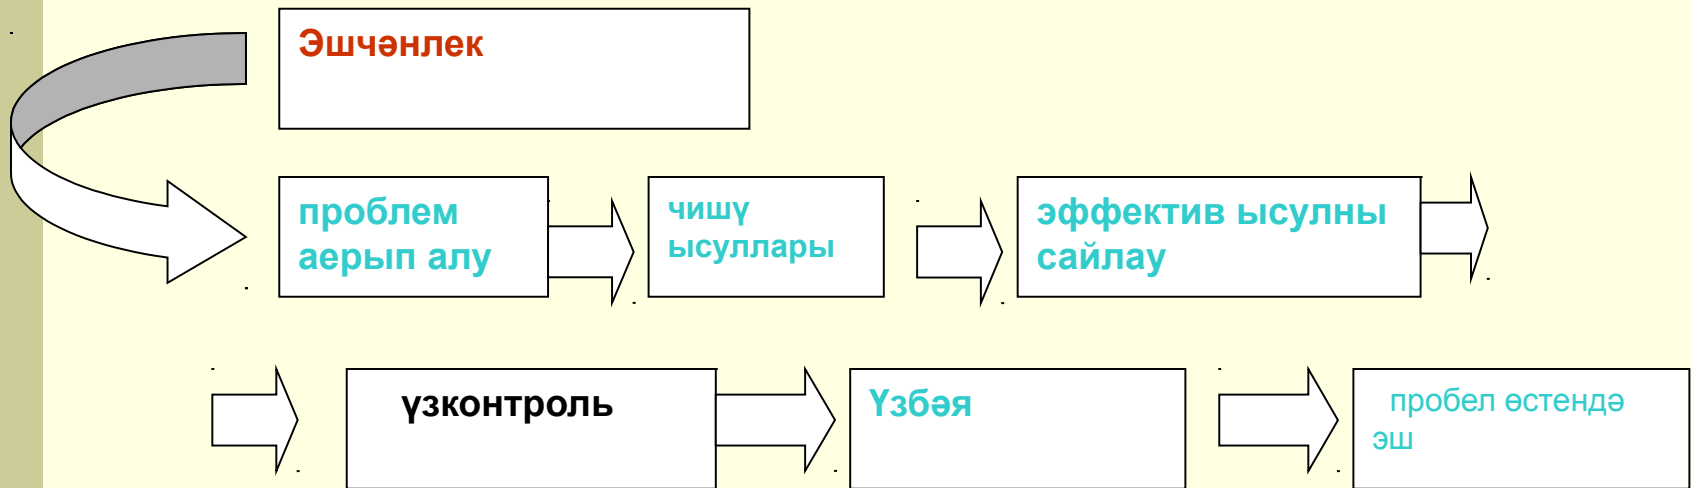 Эшчәнлек
проблем
аерып алу
чишү
ысуллары
эффектив ысулны
сайлау
үзконтроль
Үзбәя
пробел өстендә
эш